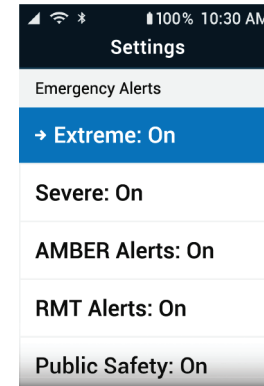 100% 10:30 AM
Settings
Emergency Alerts
→ Extreme: On
Severe: On
AMBER Alerts: On
RMT Alerts: On
Public Safety: On